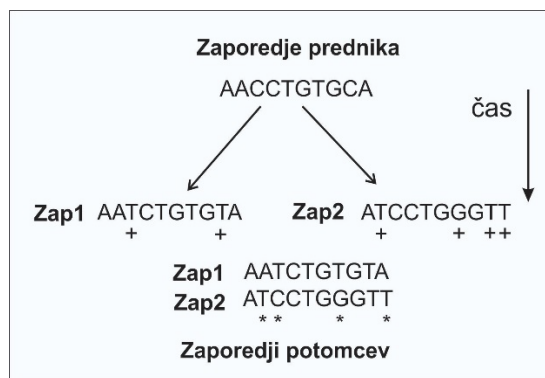 Zaporedje prednika
AACCTGTGCA
čas
Zap1 AATCTGTGTA
+ +
Zap2 ATCCTGGGTT
+ + ++
Zap1 AATCTGTGTA
Zap2 ATCCTGGGTT
** * *
Zaporedji potomcev